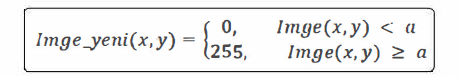 Imge_yeni(x,y) = { 0, Imge(x,y) < a
255, Imge(x,y) ≥ a